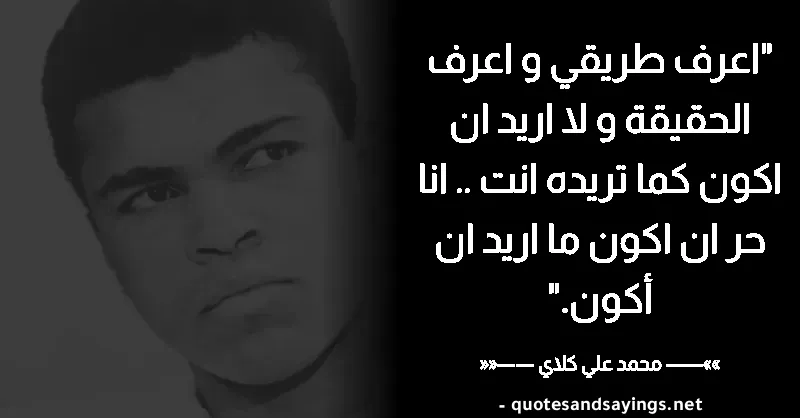 "اعرف طريقي و اعرف
الحقيقة و لا اريد ان
اكون كما تريده انت .. انا
حر ان اكون ما اريد ان
أكون."
»»—— محمد علي كلاي ——««
- quotesandsayings.net